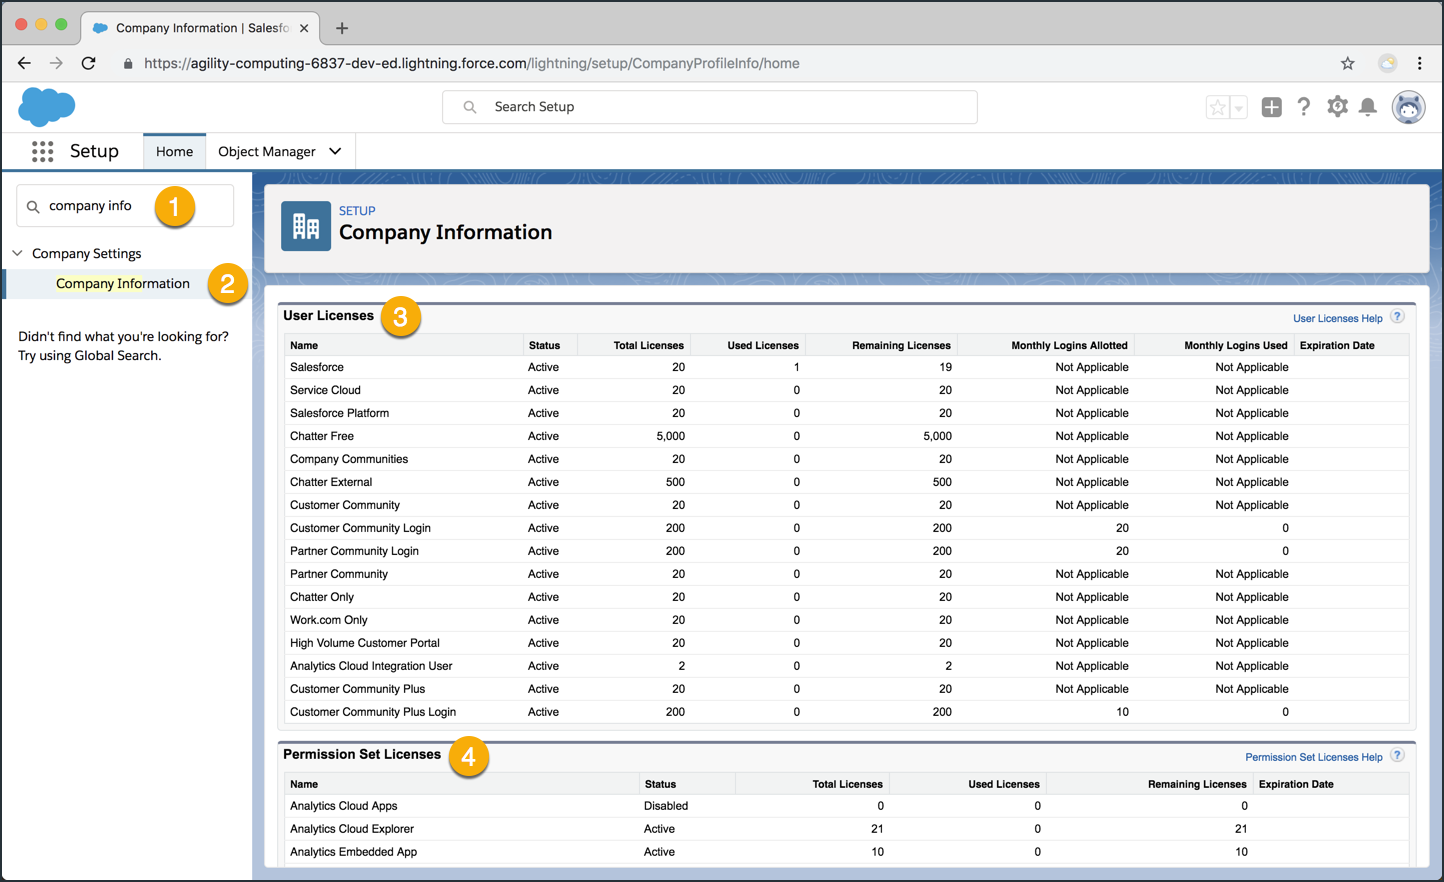 Company Information | Salesfo
https://agility-computing-6837-dev-ed.lightning.force.com/lightning/setup/CompanyProfileInfo/home
Search Setup
Setup Home Object Manager
company info 1
Company Settings
Company Information 2
Didn't find what you're looking for?
Try using Global Search.
SETUP
Company Information
User Licenses 3 User Licenses Help ?
Name Status Total Licenses Used Licenses Remaining Licenses Monthly Logins Allotted Monthly Logins Used Expiration Date
Salesforce Active 20 1 19 Not Applicable Not Applicable
Service Cloud Active 20 0 20 Not Applicable Not Applicable
Salesforce Platform Active 20 0 20 Not Applicable Not Applicable
Chatter Free Active 5,000 0 5,000 Not Applicable Not Applicable
Company Communities Active 20 0 20 Not Applicable Not Applicable
Chatter External Active 500 0 500 Not Applicable Not Applicable
Customer Community Active 20 0 20 Not Applicable Not Applicable
Customer Community Login Active 200 0 200 20 0
Partner Community Login Active 200 0 200 20 0
Partner Community Active 20 0 20 Not Applicable Not Applicable
Chatter Only Active 20 0 20 Not Applicable Not Applicable
Work.com Only Active 20 0 20 Not Applicable Not Applicable
High Volume Customer Portal Active 20 0 20 Not Applicable Not Applicable
Analytics Cloud Integration User Active 2 0 2 Not Applicable Not Applicable
Customer Community Plus Active 20 0 20 Not Applicable Not Applicable
Customer Community Plus Login Active 200 0 200 10 0
Permission Set Licenses 4 Permission Set Licenses Help ?
Name Status Total Licenses Used Licenses Remaining Licenses Expiration Date
Analytics Cloud Apps Disabled 0 0 0
Analytics Cloud Explorer Active 21 0 21
Analytics Embedded App Active 10 0 10